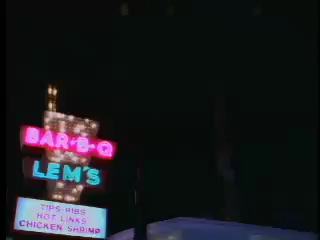 BAR·B·Q
LEM'S
TIPS-RIBS
HOT LINKS
CHICKEN SHRIMP